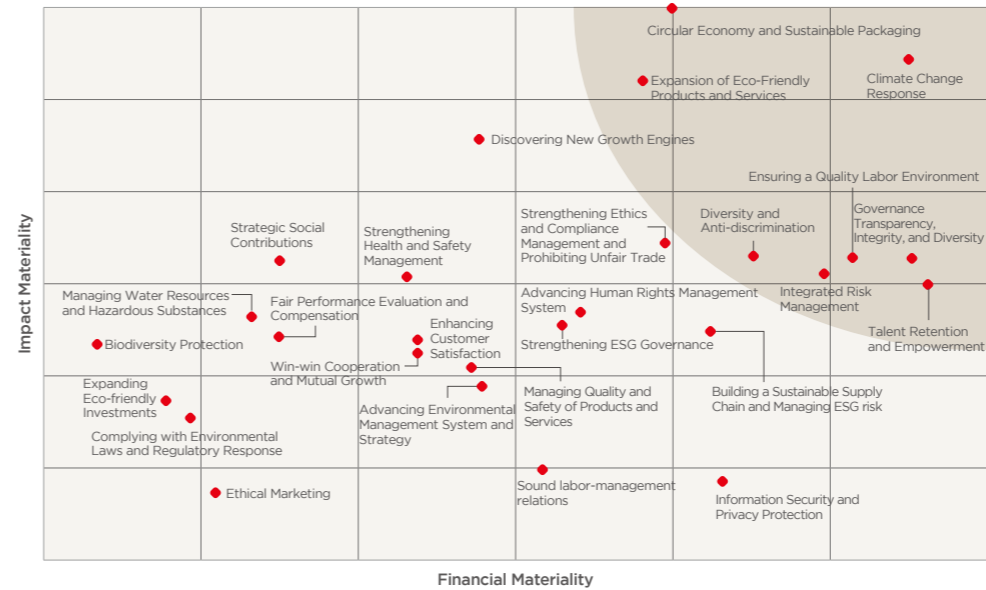 Circular Economy and Sustainable Packaging
Expansion of Eco-Friendly
Products and Services
Climate Change
Response
Discovering New Growth Engines
Ensuring a Quality Labor Environment
Strategic Social
Contributions
Strengthening
Health and Safety
Management
Strengthening Ethics
and Compliance
Management and
Prohibiting Unfair Trade
Diversity and
Anti-discrimination
Governance
Transparency,
Integrity, and Diversity
Integrated Risk
Management
Talent Retention
and Empowerment
Managing Water Resources
and Hazardous Substances
Fair Performance Evaluation and
Compensation
Biodiversity Protection
Win-win Cooperation
and Mutual Growth
Enhancing
Customer
Satisfaction
Advancing Human Rights Management
System
Strengthening ESG Governance
Expanding
Eco-friendly
Investments
Complying with Environmental
Laws and Regulatory Response
Advancing Environmental
Management System and
Strategy
Managing Quality and
Safety of Products and
Services
Building a Sustainable Supply
Chain and Managing ESG risk
Ethical Marketing
Sound labor-management
relations
Information Security and
Privacy Protection
Impact Materiality
Financial Materiality